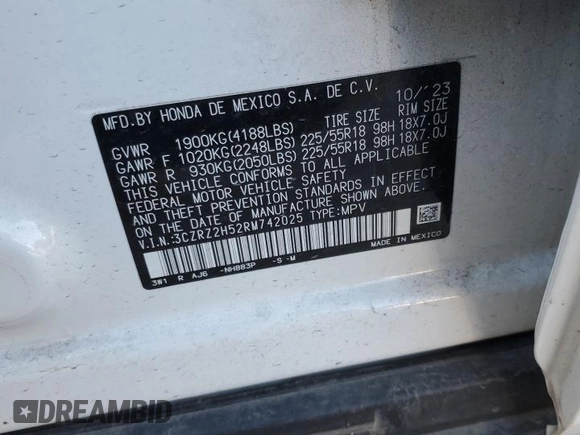 MFD.BY HONDA DE MEXICO S.A. DE C.V. 10/'23
TIRE SIZE RIM SIZE
GVWR 1900KG(4188LBS)
GAWR F 1020KG(2248LBS) 225/55R18 98H 18X7.0J
GAWR R 930KG(2050LBS) 225/55R18 98H 18X7.0J
THIS VEHICLE CONFORMS TO ALL APPLICABLE
FEDERAL MOTOR VEHICLE SAFETY
AND THEFT PREVENTION STANDARDS IN EFFECT
ON THE DATE OF MANUFACTURE SHOWN ABOVE.
V.I.N.:3CZRZ2H52RM742025 TYPE:MPV
MADE IN MEXICO
3W1 R AJ6 -NH883P -S -M
DREAMBID